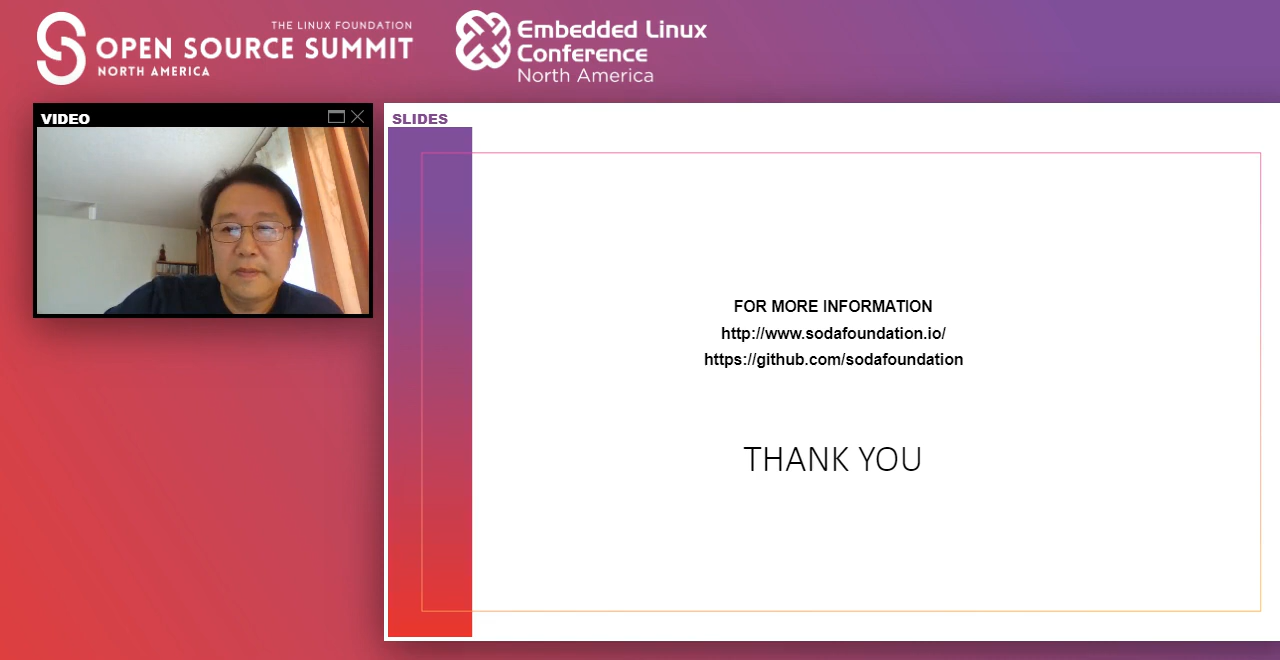 THE LINUX FOUNDATION
OPEN SOURCE SUMMIT
NORTH AMERICA
Embedded Linux
Conference
North America
VIDEO
SLIDES
FOR MORE INFORMATION
http://www.sodafoundation.io/
https://github.com/sodafoundation
THANK YOU